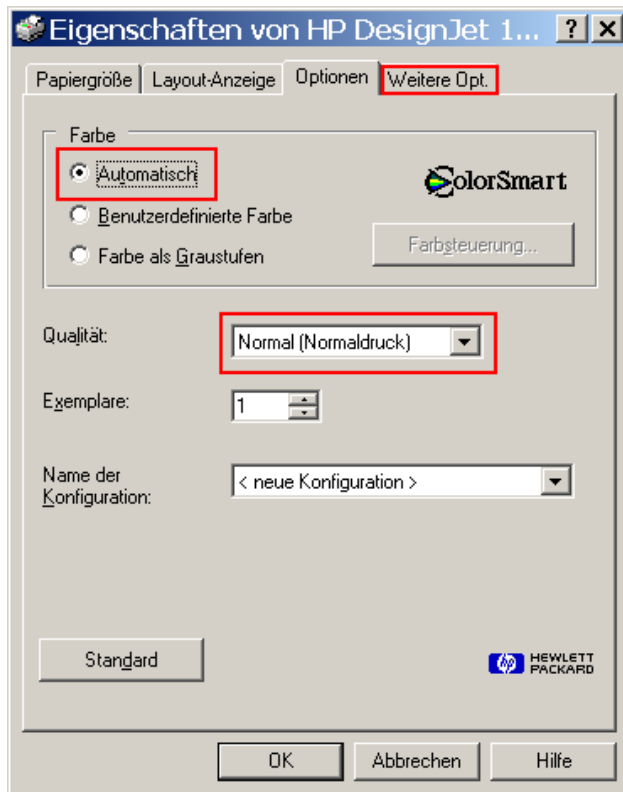 Eigenschaften von HP DesignJet 1...
Papiergröße Layout-Anzeige Optionen Weitere Opt.
Farbe
Automatisch
ColorSmart
Benutzerdefinierte Farbe
Farbe als Graustufen
Farbsteuerung...
Qualität:
Normal (Normaldruck)
Exemplare:
1
Name der
Konfiguration:
< neue Konfiguration >
Standard
hp HEWLETT
PACKARD
OK Abbrechen Hilfe